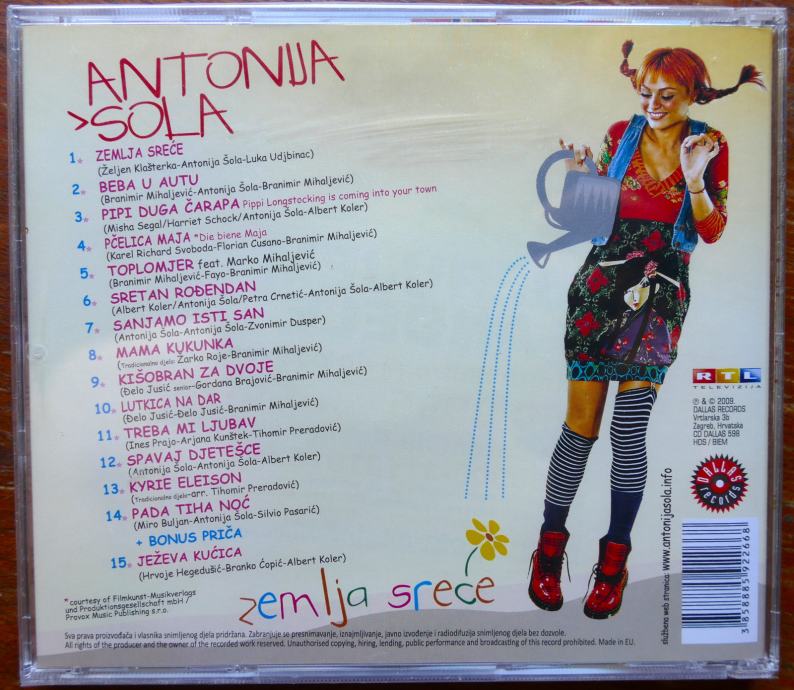 ANTONIJA
>SOLA
1* ZEMLJA SREĆE
(Željen Klašterka-Antonija Šola-Luka Udjbinac)
2* BEBA U AUTU
(Branimir Mihaljević-Antonija Šola-Branimir Mihaljević)
3* PIPI DUGA ČARAPA Pippi Longstocking is coming into your town
(Misha Segal/Harriet Schock/Antonija Šola-Albert Koler)
4* PČELICA MAJA *Die biene Maja
(Karel Richard Svoboda-Florian Cusano-Branimir Mihaljević)
5* TOPLOMJER feat. Marko Mihaljević
(Branimir Mihaljević-Fayo-Branimir Mihaljević)
6* SRETAN ROĐENDAN
(Albert Koler/Antonija Šola/Petra Crnetić-Antonija Šola-Albert Koler)
7* SANJAMO ISTI SAN
(Antonija Šola-Antonija Šola-Zvonimir Dusper)
8* MAMA KUKUNKA
(Tradicionalno djelo-Žarko Roje-Branimir Mihaljević)
9* KIŠOBRAN ZA DVOJE
(Đelo Jusić senior-Gordana Brajović-Branimir Mihaljević)
10* LUTKICA NA DAR
(Đelo Jusić-Đelo Jusić-Branimir Mihaljević)
11* TREBA MI LJUBAV
(Ines Prajo-Arjana Kunštek-Tihomir Preradović)
12* SPAVAJ DJETEŠCE
(Antonija Šola-Antonija Šola-Albert Koler)
13* KYRIE ELEISON
(Tradicionalno djelo-arr. Tihomir Preradović)
14* PADA TIHA NOĆ
(Miro Buljan-Antonija Šola-Silvio Pasarić)
+ BONUS PRIČA
15* JEŽEVA KUĆICA
(Hrvoje Hegedušić-Branko Ćopić-Albert Koler)
*courtesy of Filmkunst-Musikverlags
und Produktionsgesellschaft mbH /
Provox Music Publishing s.r.o.
zemlja sreće
Sva prava proizvođača i vlasnika snimljenog djela pridržana. Zabranjuje se presnimavanje, iznajmljivanje, javno izvođenje i radiodifuzija snimljenog djela bez dozvole.
All rights of the producer and the owner of the recorded work reserved. Unauthorised copying, hiring, lending, public performance and broadcasting of this record prohibited. Made in EU.
RTL
TELEVIZIJA
℗ & © 2009.
DALLAS RECORDS
Vrtlarska 3b
Zagreb, Hrvatska
CD DALLAS 598
HDS / BIEM
DALLAS
records
službena web stranica: www.antonijasola.info
3858885922668